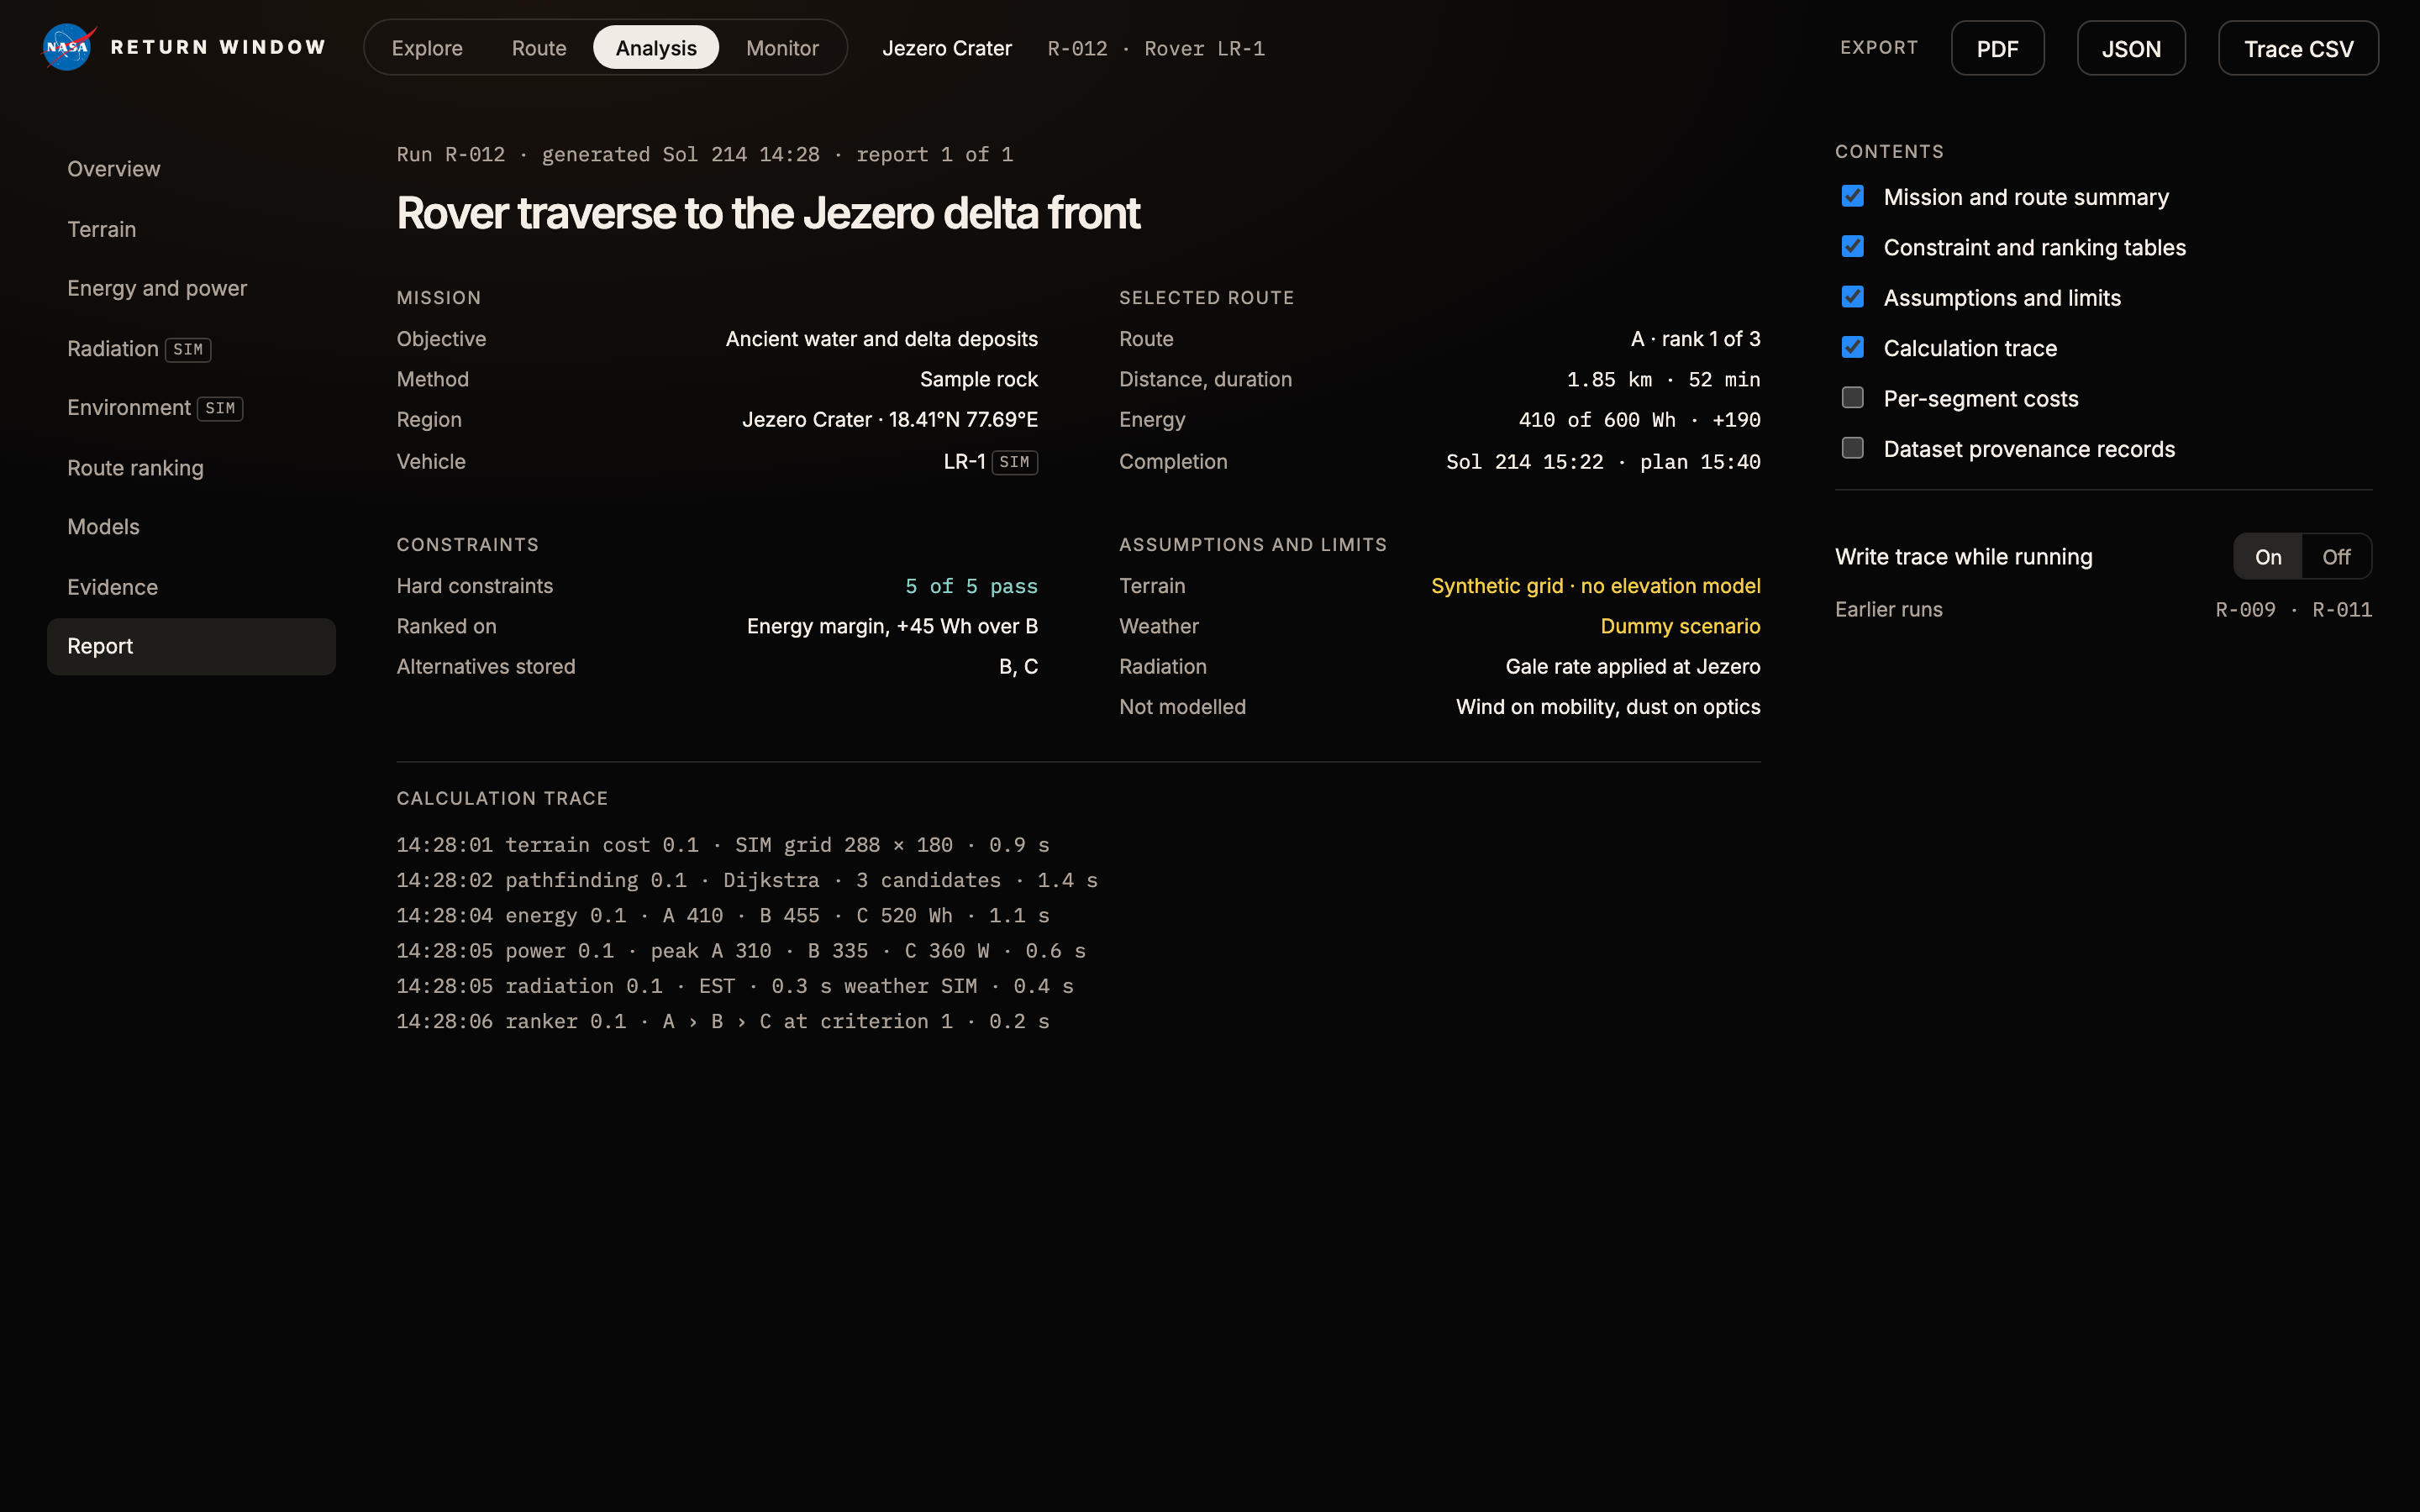 NASA RETURN WINDOW Explore Route Analysis Monitor Jezero Crater R-012 · Rover LR-1 EXPORT PDF JSON Trace CSV
Overview
Terrain
Energy and power
Radiation SIM
Environment SIM
Route ranking
Models
Evidence
Report
Run R-012 · generated Sol 214 14:28 · report 1 of 1
Rover traverse to the Jezero delta front
MISSION
Objective Ancient water and delta deposits
Method Sample rock
Region Jezero Crater · 18.41°N 77.69°E
Vehicle LR-1 SIM
SELECTED ROUTE
Route A · rank 1 of 3
Distance, duration 1.85 km · 52 min
Energy 410 of 600 Wh · +190
Completion Sol 214 15:22 · plan 15:40
CONSTRAINTS
Hard constraints 5 of 5 pass
Ranked on Energy margin, +45 Wh over B
Alternatives stored B, C
ASSUMPTIONS AND LIMITS
Terrain Synthetic grid · no elevation model
Weather Dummy scenario
Radiation Gale rate applied at Jezero
Not modelled Wind on mobility, dust on optics
CALCULATION TRACE
14:28:01 terrain cost 0.1 · SIM grid 288 × 180 · 0.9 s
14:28:02 pathfinding 0.1 · Dijkstra · 3 candidates · 1.4 s
14:28:04 energy 0.1 · A 410 · B 455 · C 520 Wh · 1.1 s
14:28:05 power 0.1 · peak A 310 · B 335 · C 360 W · 0.6 s
14:28:05 radiation 0.1 · EST · 0.3 s weather SIM · 0.4 s
14:28:06 ranker 0.1 · A › B › C at criterion 1 · 0.2 s
CONTENTS
Mission and route summary
Constraint and ranking tables
Assumptions and limits
Calculation trace
Per-segment costs
Dataset provenance records
Write trace while running On Off
Earlier runs R-009 · R-011